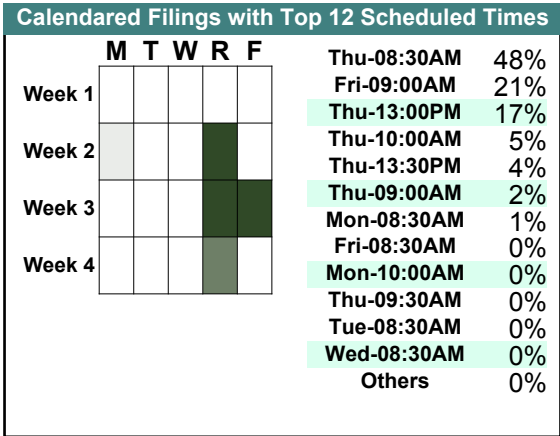 Calendared Filings with Top 12 Scheduled Times
M T W R F
Week 1
Week 2
Week 3
Week 4
Thu-08:30AM 48%
Fri-09:00AM 21%
Thu-13:00PM 17%
Thu-10:00AM 5%
Thu-13:30PM 4%
Thu-09:00AM 2%
Mon-08:30AM 1%
Fri-08:30AM 0%
Mon-10:00AM 0%
Thu-09:30AM 0%
Tue-08:30AM 0%
Wed-08:30AM 0%
Others 0%